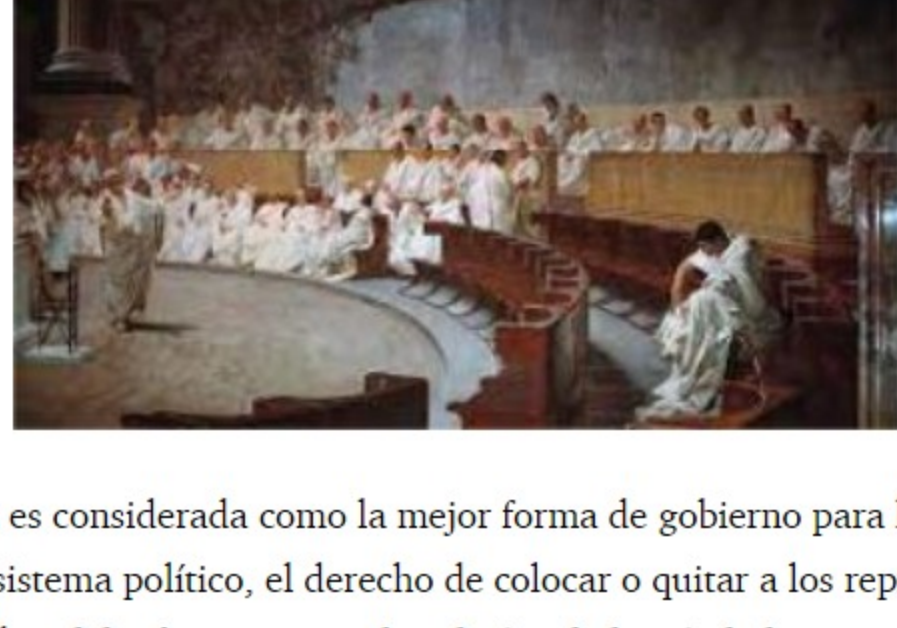 es considerada como la mejor forma de gobierno para
sistema político, el derecho de colocar o quitar a los rep